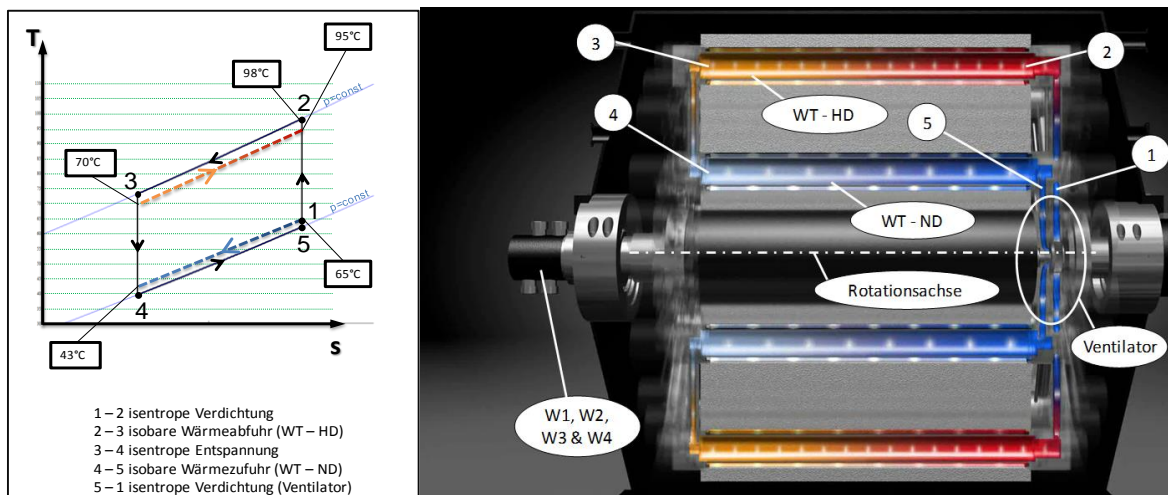 T
95°C
98°C
p=const
2
3
70°C
p=const
1
5
65°C
4
s
43°C
1 – 2 isentrope Verdichtung
2 – 3 isobare Wärmeabfuhr (WT – HD)
3 – 4 isentrope Entspannung
4 – 5 isobare Wärmezufuhr (WT – ND)
5 – 1 isentrope Verdichtung (Ventilator)
3
2
WT - HD
4
5
1
WT - ND
Rotationsachse
Ventilator
W1, W2,
W3 & W4